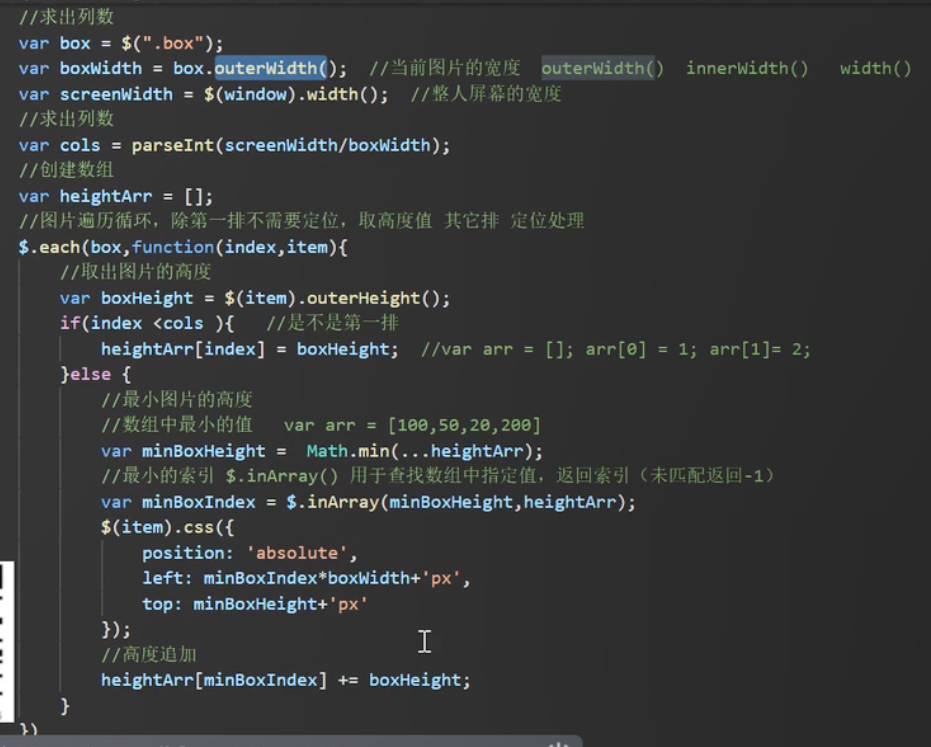 //求出列数
var box = $(".box");
var boxWidth = box.outerWidth();  //当前图片的宽度  outerWidth()  innerWidth()   width()
var screenWidth = $(window).width();  //整人屏幕的宽度
//求出列数
var cols = parseInt(screenWidth/boxWidth);
//创建数组
var heightArr = [];
//图片遍历循环，除第一排不需要定位，取高度值 其它排 定位处理
$.each(box,function(index,item){
    //取出图片的高度
    var boxHeight = $(item).outerHeight();
    if(index <cols ){   //是不是第一排
        heightArr[index] = boxHeight;  //var arr = []; arr[0] = 1; arr[1]= 2;
    }else {
        //最小图片的高度
        //数组中最小的值   var arr = [100,50,20,200]
        var minBoxHeight =  Math.min(...heightArr);
        //最小的索引 $.inArray() 用于查找数组中指定值，返回索引（未匹配返回-1）
        var minBoxIndex = $.inArray(minBoxHeight,heightArr);
        $(item).css({
            position: 'absolute',
            left: minBoxIndex*boxWidth+'px',
            top: minBoxHeight+'px'
        });
        //高度追加
        heightArr[minBoxIndex] += boxHeight;
    }
})